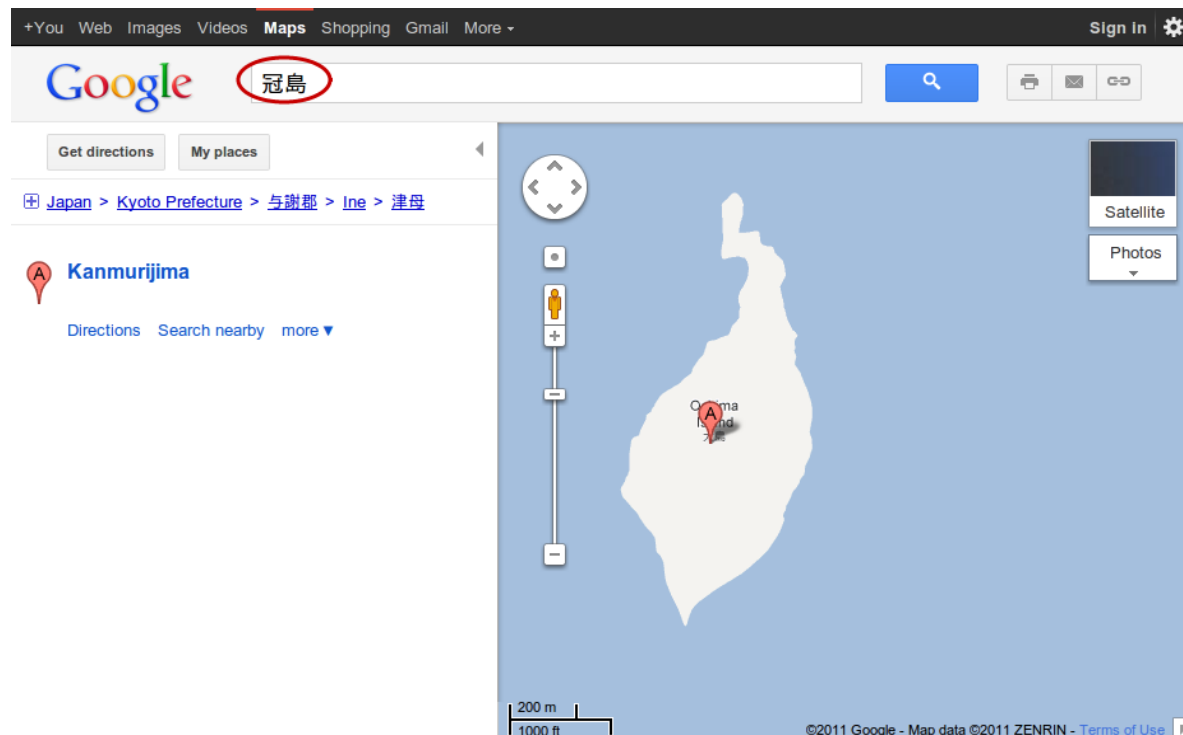 +You Web Images Videos Maps Shopping Gmail More
Sign in
Google
冠島
Get directions My places
Japan > Kyoto Prefecture > 与謝郡 > Ine > 津母
A Kanmurijima
Directions Search nearby more ▼
Satellite
Photos
A
Island
200 m
1000 ft
©2011 Google - Map data ©2011 ZENRIN - Terms of Use